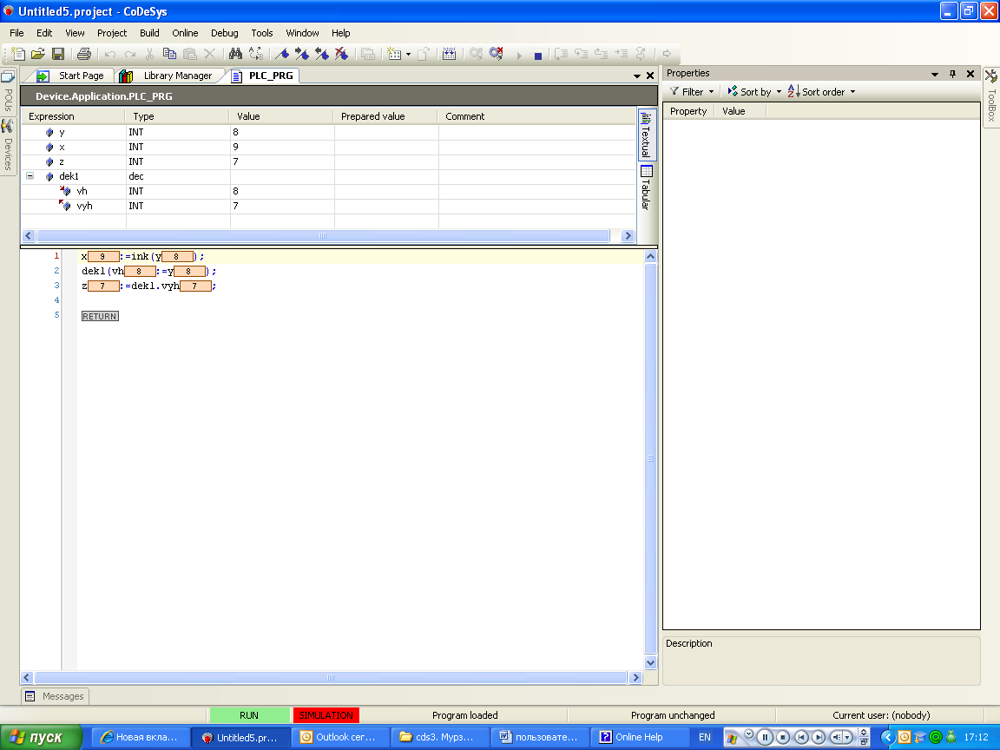 Untitled5.project - CoDeSys
File Edit View Project Build Online Debug Tools Window Help
Start Page Library Manager PLC_PRG
Device.Application.PLC_PRG
Expression Type Value Prepared value Comment
y INT 8
x INT 9
z INT 7
dek1 dec
vh INT 8
vyh INT 7
Textual
Tabular
POUs
Devices
1 x 9 :=ink(y 8 );
2 dek1(vh 8 :=y 8 );
3 z 7 :=dek1.vyh 7 ;
4
5 RETURN
Properties
Filter Sort by Sort order
Property Value
Description
ToolBox
Messages
RUN SIMULATION Program loaded Program unchanged Current user: (nobody)
пуск Новая вкла... Untitled5.pr... Outlook сег... cds3. Мурз... пользовате... Online Help EN 17:12